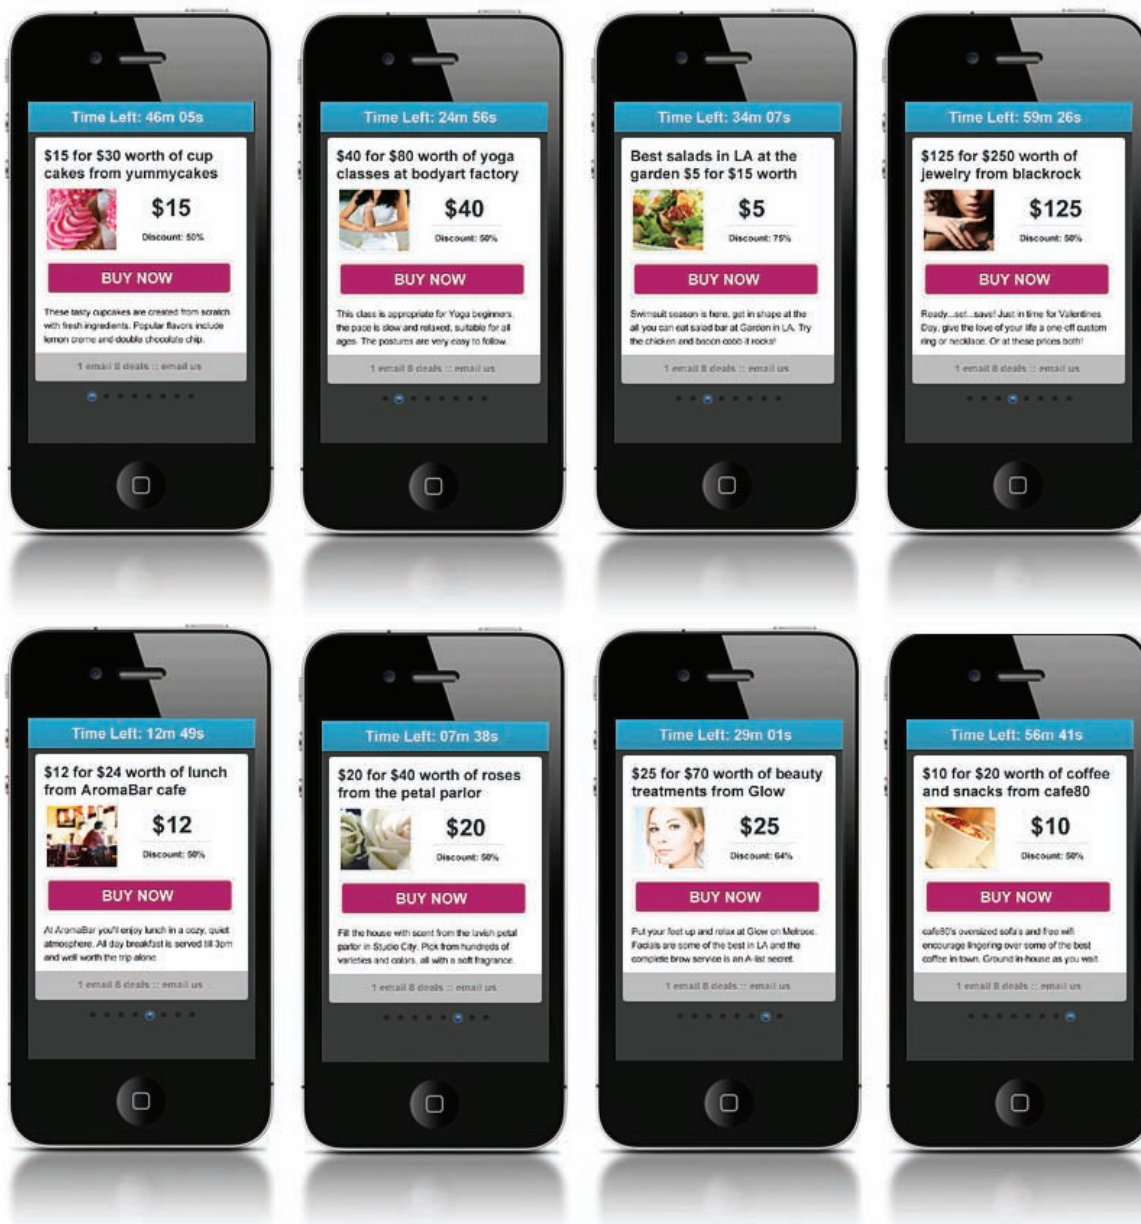 Time Left: 46m 05s
$15 for $30 worth of cup
cakes from yummycakes
$15
Discount: 50%
BUY NOW
These tasty cupcakes are created from scratch
with fresh ingredients. Popular flavors include
lemon creme and double chocolate chip.
1 email 8 deals :: email us
Time Left: 24m 56s
$40 for $80 worth of yoga
classes at bodyart factory
$40
Discount: 50%
BUY NOW
This class is appropriate for Yoga beginners,
the pace is slow and relaxed, suitable for all
ages. The postures are very easy to follow.
1 email 8 deals :: email us
Time Left: 34m 07s
Best salads in LA at the
garden $5 for $15 worth
$5
Discount: 75%
BUY NOW
Swimsuit season is here, get in shape at the
all you can eat salad bar at Garden in LA. Try
the chicken and bacon cobb it rocks!
1 email 8 deals :: email us
Time Left: 59m 26s
$125 for $250 worth of
jewelry from blackrock
$125
Discount: 50%
BUY NOW
Ready...set...save! Just in time for Valentines
Day, give the love of your life a one-off custom
ring or necklace. Or at these prices both!
1 email 8 deals :: email us
Time Left: 12m 49s
$12 for $24 worth of lunch
from AromaBar cafe
$12
Discount: 50%
BUY NOW
At AromaBar you'll enjoy lunch in a cozy, quiet
atmosphere. All day breakfast is served till 3pm
and well worth the trip alone
1 email 8 deals :: email us
Time Left: 07m 38s
$20 for $40 worth of roses
from the petal parlor
$20
Discount: 50%
BUY NOW
Fill the house with scent from the lavish petal
parlor in Studio City. Pick from hundreds of
varieties and colors, all with a soft fragrance.
1 email 8 deals :: email us
Time Left: 29m 01s
$25 for $70 worth of beauty
treatments from Glow
$25
Discount: 64%
BUY NOW
Put your feet up and relax at Glow on Melrose.
Facials are some of the best in LA and the
complete brow service is an A-list secret.
1 email 8 deals :: email us
Time Left: 56m 41s
$10 for $20 worth of coffee
and snacks from cafe80
$10
Discount: 50%
BUY NOW
cafe80's oversized sofa's and free wifi
encourage lingering over some of the best
coffee in town. Ground in-house as you wait.
1 email 8 deals :: email us